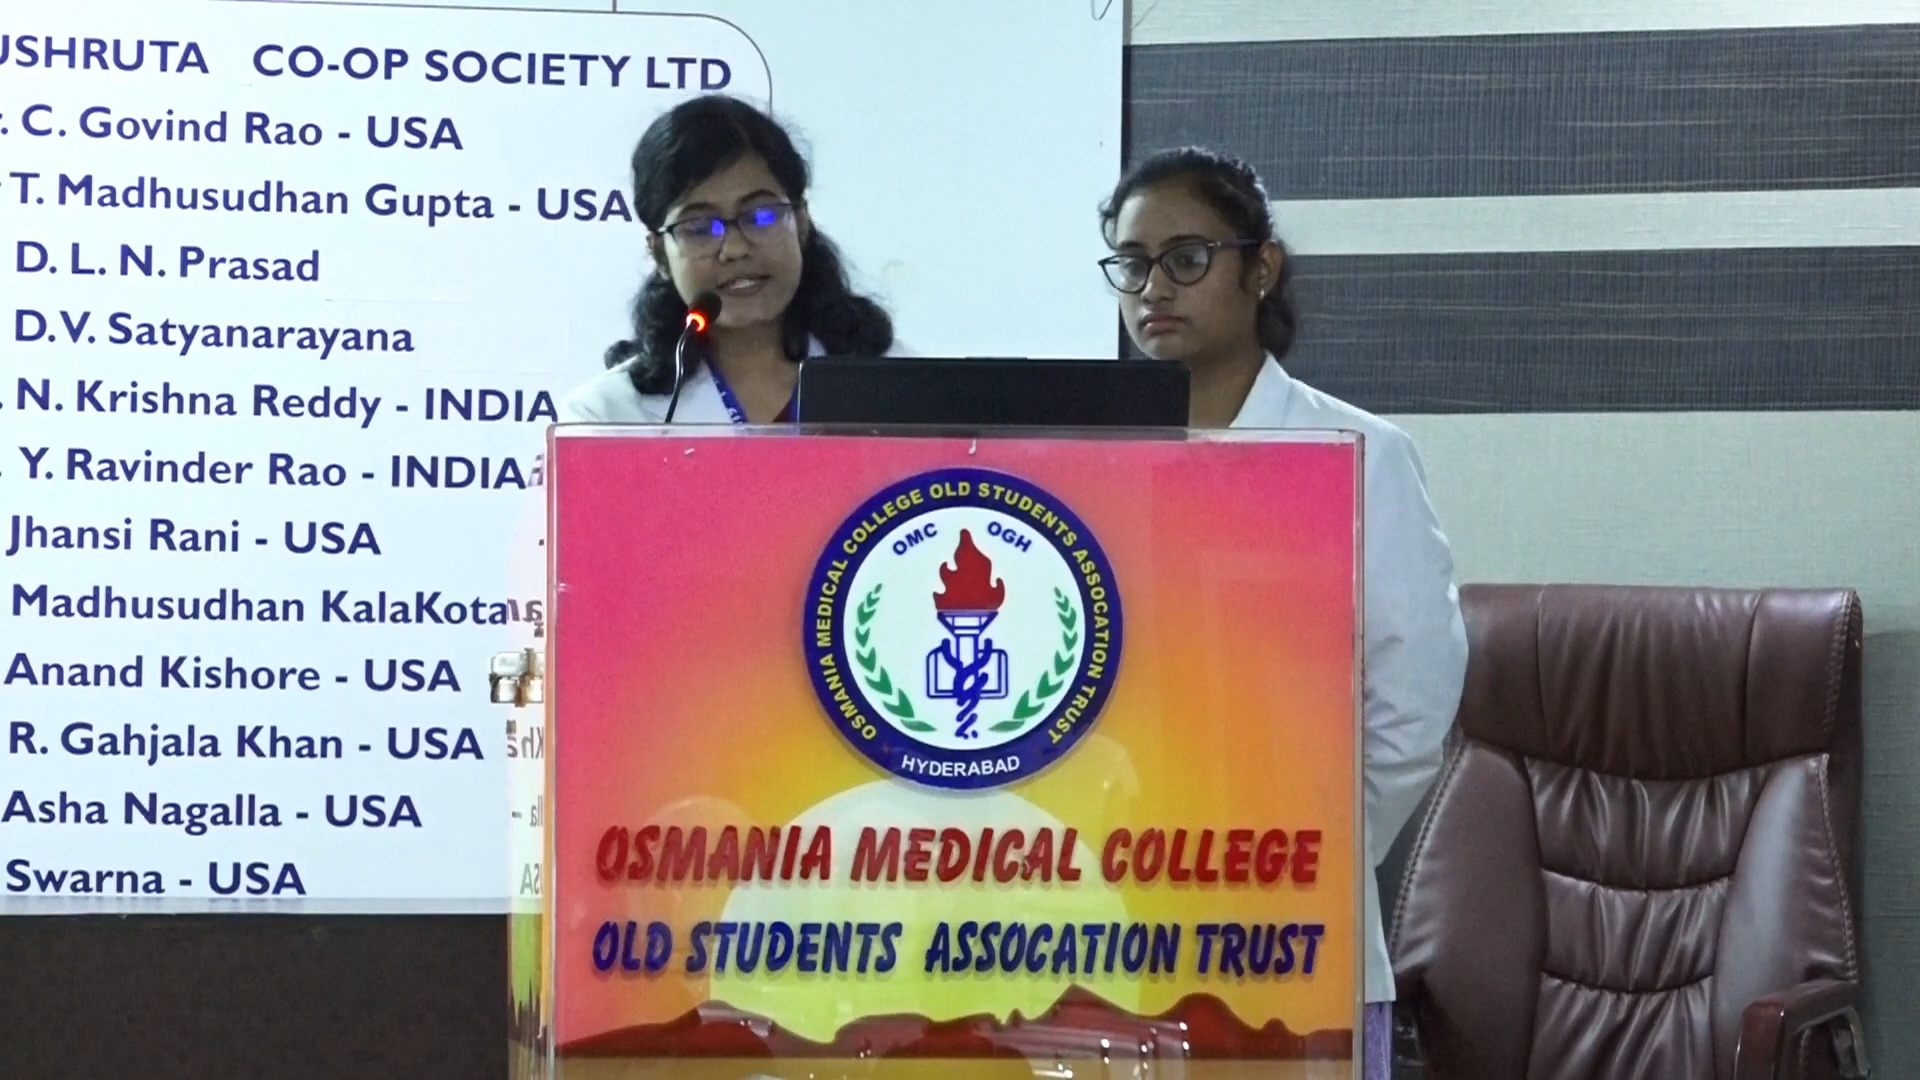 USHRUTA CO-OP SOCIETY LTD
. C. Govind Rao - USA
T. Madhusudhan Gupta - USA
D. L. N. Prasad
D.V. Satyanarayana
. N. Krishna Reddy - INDIA
. Y. Ravinder Rao - INDIA
Jhansi Rani - USA
Madhusudhan KalaKota
Anand Kishore - USA
R. Gahjala Khan - USA
Asha Nagalla - USA
Swarna - USA
OSMANIA MEDICAL COLLEGE OLD STUDENTS ASSOCATION TRUST
OMC OGH
HYDERABAD
OSMANIA MEDICAL COLLEGE
OLD STUDENTS ASSOCATION TRUST